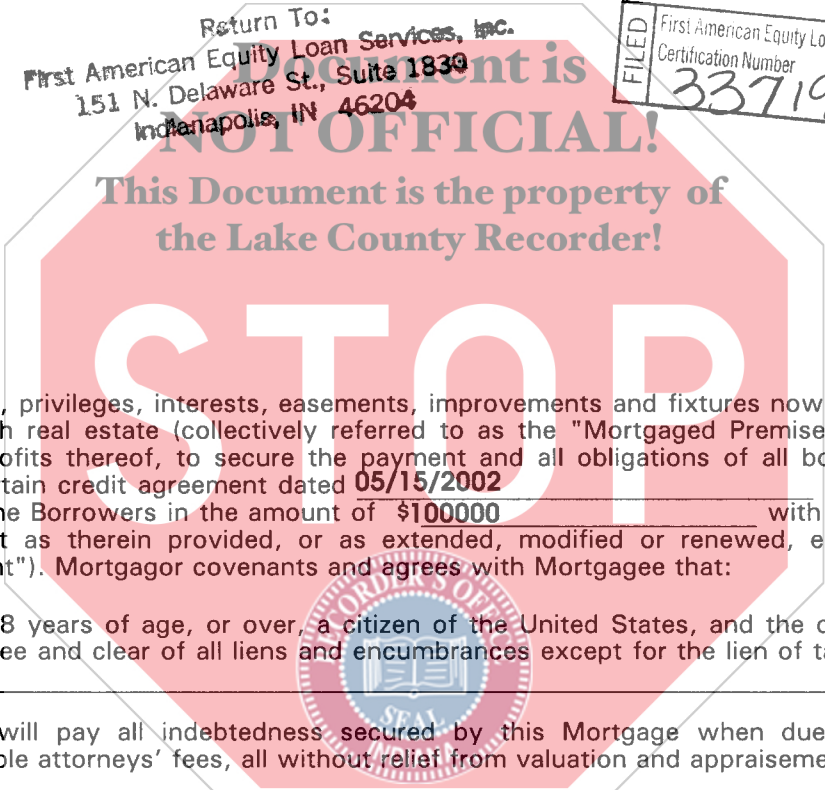 Return To:
First American Equity Loan Services, Inc.
151 N. Delaware St., Suite 1830
Indianapolis, IN 46204
FILED
First American Equity Lo
Certification Number
33719
Document is
NOT OFFICIAL!
This Document is the property of
the Lake County Recorder!
STOP
, privileges, interests, easements, improvements and fixtures now
h real estate (collectively referred to as the "Mortgaged Premise
ofits thereof, to secure the payment and all obligations of all bo
tain credit agreement dated 05/15/2002
he Borrowers in the amount of $100000 with
t as therein provided, or as extended, modified or renewed, e
nt"). Mortgagor covenants and agrees with Mortgagee that:
8 years of age, or over, a citizen of the United States, and the o
ee and clear of all liens and encumbrances except for the lien of ta
will pay all indebtedness secured by this Mortgage when due
ble attorneys' fees, all without relief from valuation and appraiseme
RECORDER'S OFFICE
SEAL
INDIANA